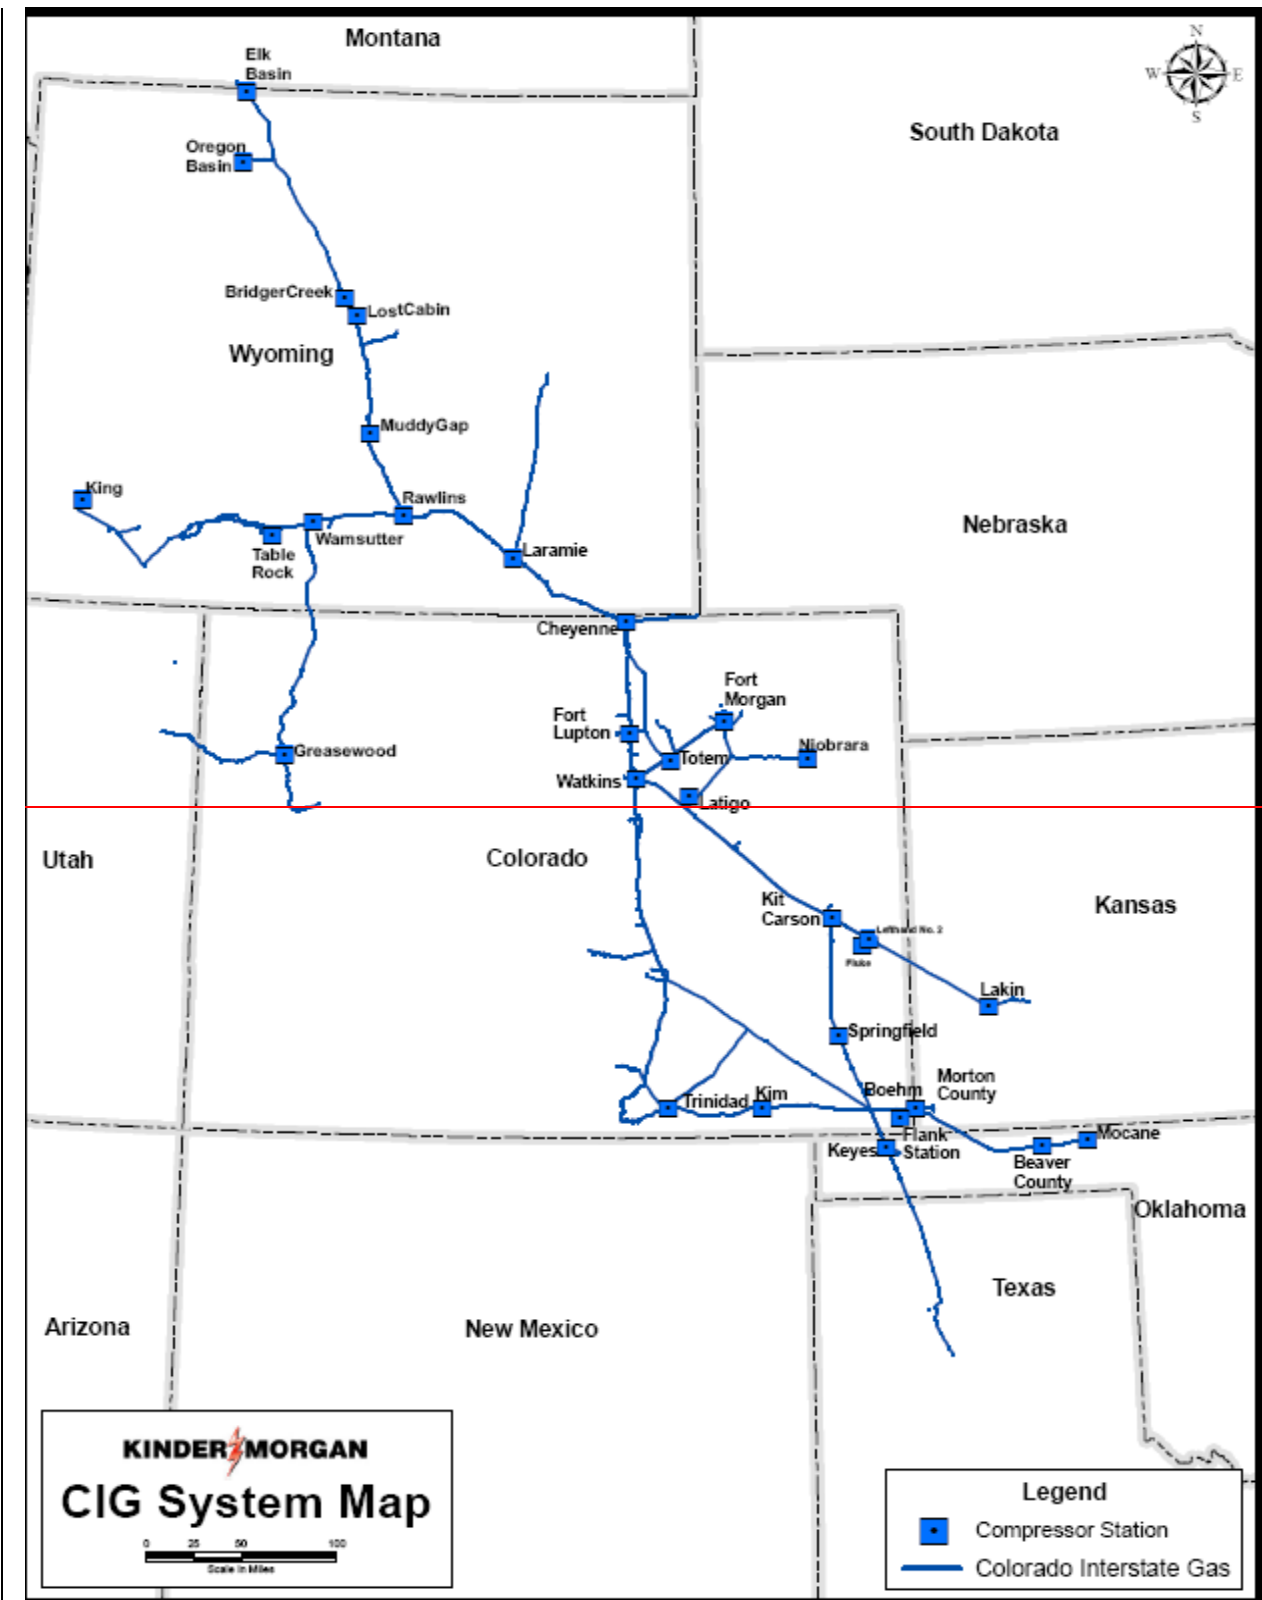 Montana
N
W
E
S
Elk
Basin
South Dakota
Oregon
Basin
BridgerCreek
LostCabin
Wyoming
MuddyGap
King
Rawlins
Wamsutter
Table
Rock
Laramie
Nebraska
Cheyenne
Fort
Morgan
Fort
Lupton
Niobrara
Greasewood
Totem
Watkins
Latigo
Utah
Colorado
Kit
Carson
Kansas
Lefthand No. 2
Lakin
Springfield
Boehm
Morton
County
Trinidad
Kim
Flank
Station
Keyes
Mocane
Beaver
County
Oklahoma
Texas
Arizona
New Mexico
KINDER MORGAN
CIG System Map
0 25 50 100
Scale in Miles
Legend
Compressor Station
Colorado Interstate Gas